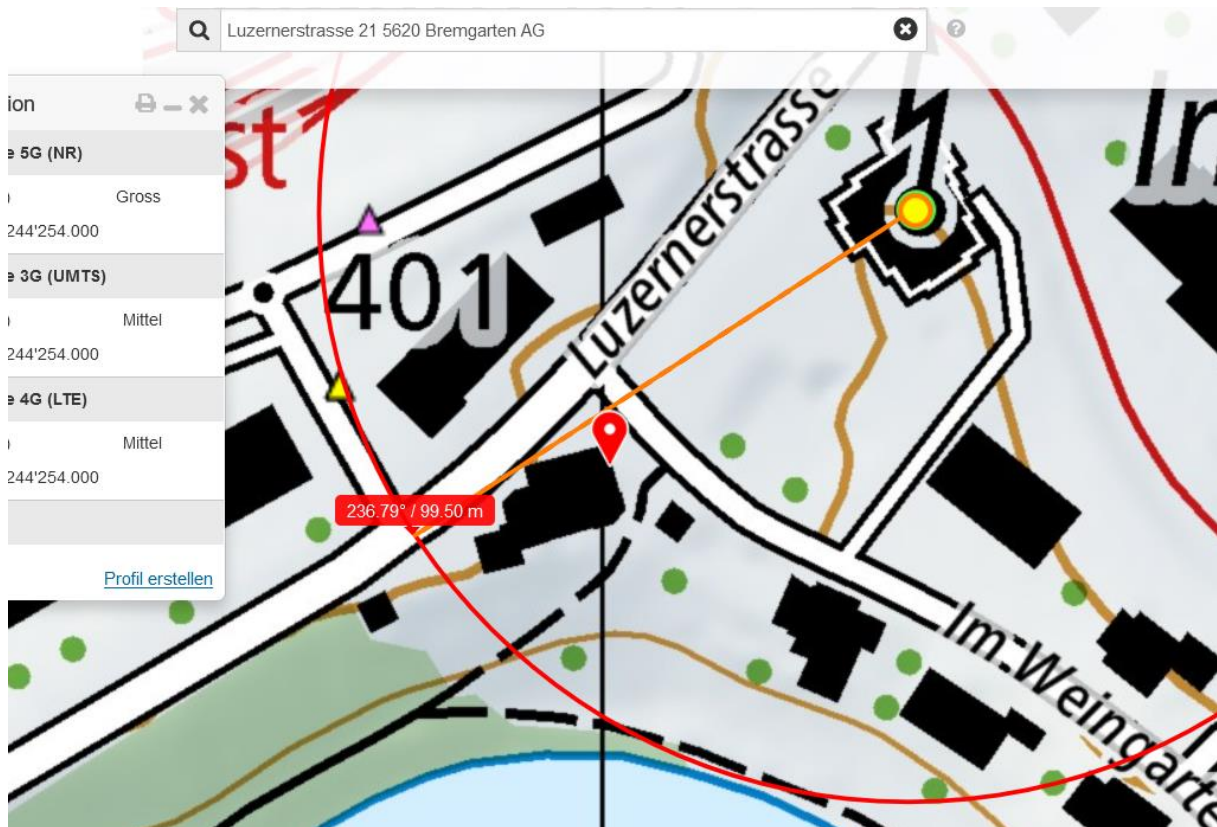 Luzernerstrasse 21 5620 Bremgarten AG
ion
e 5G (NR)
Gross
244'254.000
e 3G (UMTS)
Mittel
244'254.000
e 4G (LTE)
Mittel
244'254.000
Profil erstellen
st
401
Luzernerstrasse
In
236.79° / 99.50 m
Im Weingarte